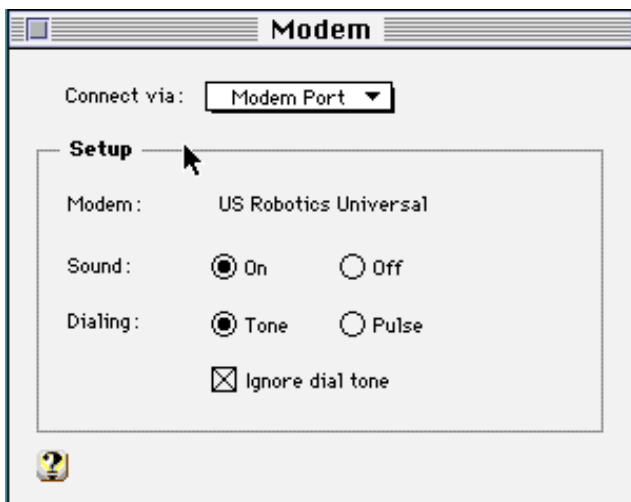 Modem
Connect via: Modem Port
Setup
Modem: US Robotics Universal
Sound: On Off
Dialing: Tone Pulse
Ignore dial tone
?